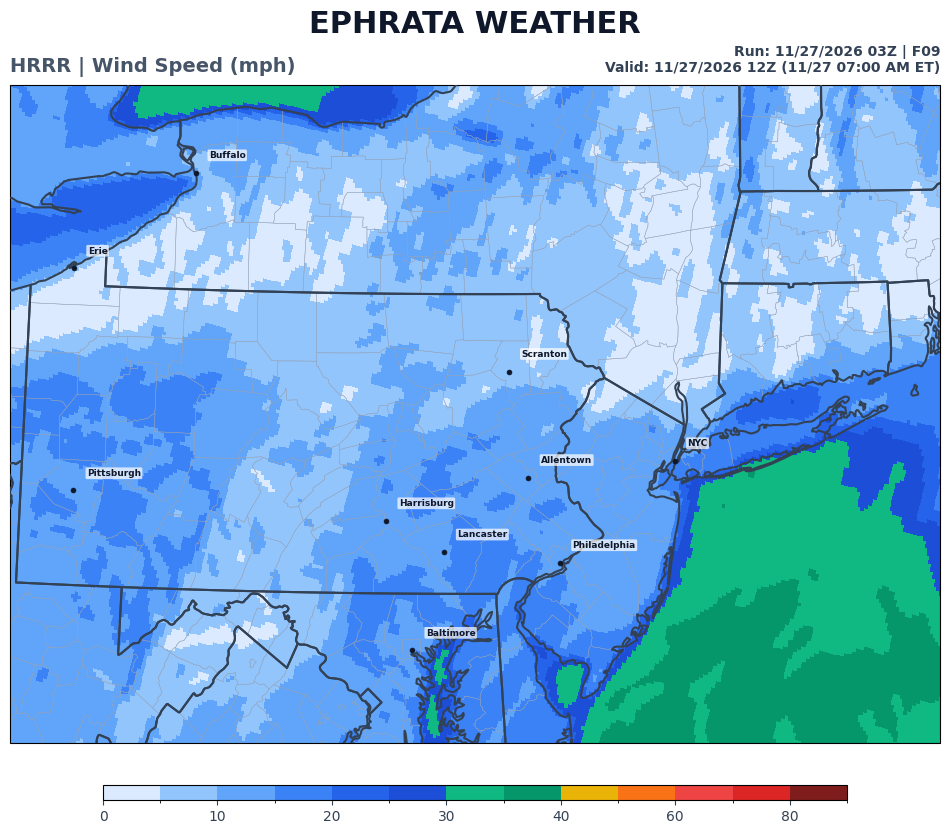 EPHRATA WEATHER
HRRR | Wind Speed (mph)
Run: 11/27/2026 03Z | F09
Valid: 11/27/2026 12Z (11/27 07:00 AM ET)
Buffalo
Erie
Scranton
NYC
Allentown
Pittsburgh
Harrisburg
Lancaster
Philadelphia
Baltimore
0 10 20 30 40 60 80